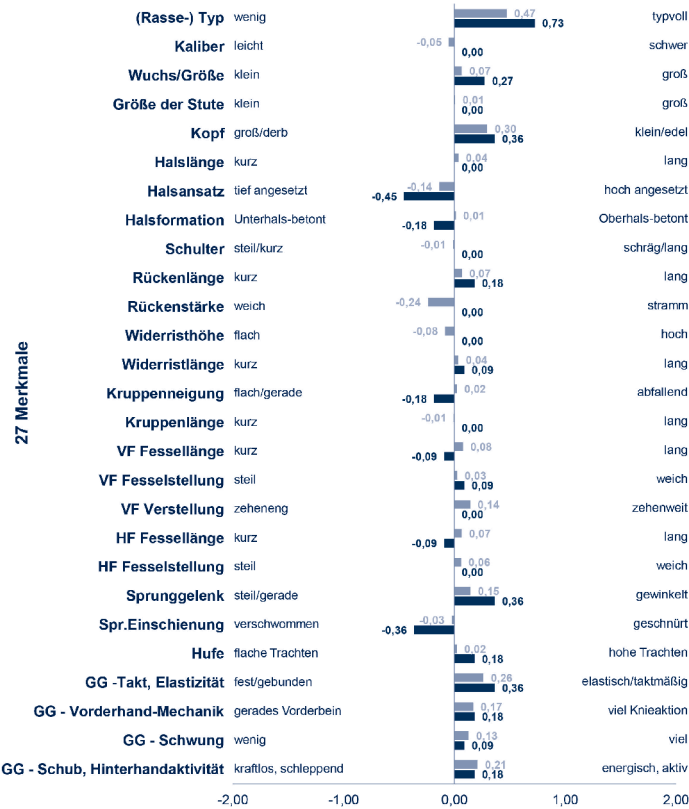 (Rasse-) Typ wenig 0,47 0,73 typvoll
Kaliber leicht -0,05 0,00 schwer
Wuchs/Größe klein 0,07 0,27 groß
Größe der Stute klein 0,01 0,00 groß
Kopf groß/derb 0,30 0,36 klein/edel
Halslänge kurz 0,04 0,00 lang
Halsansatz tief angesetzt -0,14 -0,45 hoch angesetzt
Halsformation Unterhals-betont 0,01 -0,18 Oberhals-betont
Schulter steil/kurz -0,01 0,00 schräg/lang
Rückenlänge kurz 0,07 0,18 lang
Rückenstärke weich -0,24 0,00 stramm
Widerristhöhe flach -0,08 0,00 hoch
Widerristlänge kurz 0,04 0,09 lang
Kruppenneigung flach/gerade 0,02 -0,18 abfallend
Kruppenlänge kurz -0,01 0,00 lang
VF Fessellänge kurz 0,08 -0,09 lang
VF Fesselstellung steil 0,03 0,09 weich
VF Verstellung zeheneng 0,14 0,00 zehenweit
HF Fessellänge kurz 0,07 -0,09 lang
HF Fesselstellung steil 0,06 0,00 weich
Sprunggelenk steil/gerade 0,15 0,36 gewinkelt
Spr.Einschienung verschwommen -0,03 -0,36 geschnürt
Hufe flache Trachten 0,02 0,18 hohe Trachten
GG -Takt, Elastizität fest/gebunden 0,26 0,36 elastisch/taktmäßig
GG - Vorderhand-Mechanik gerades Vorderbein 0,17 0,18 viel Knieaktion
GG - Schwung wenig 0,13 0,09 viel
GG - Schub, Hinterhandaktivität kraftlos, schleppend 0,21 0,18 energisch, aktiv
27 Merkmale
-2,00 -1,00 0,00 1,00 2,00